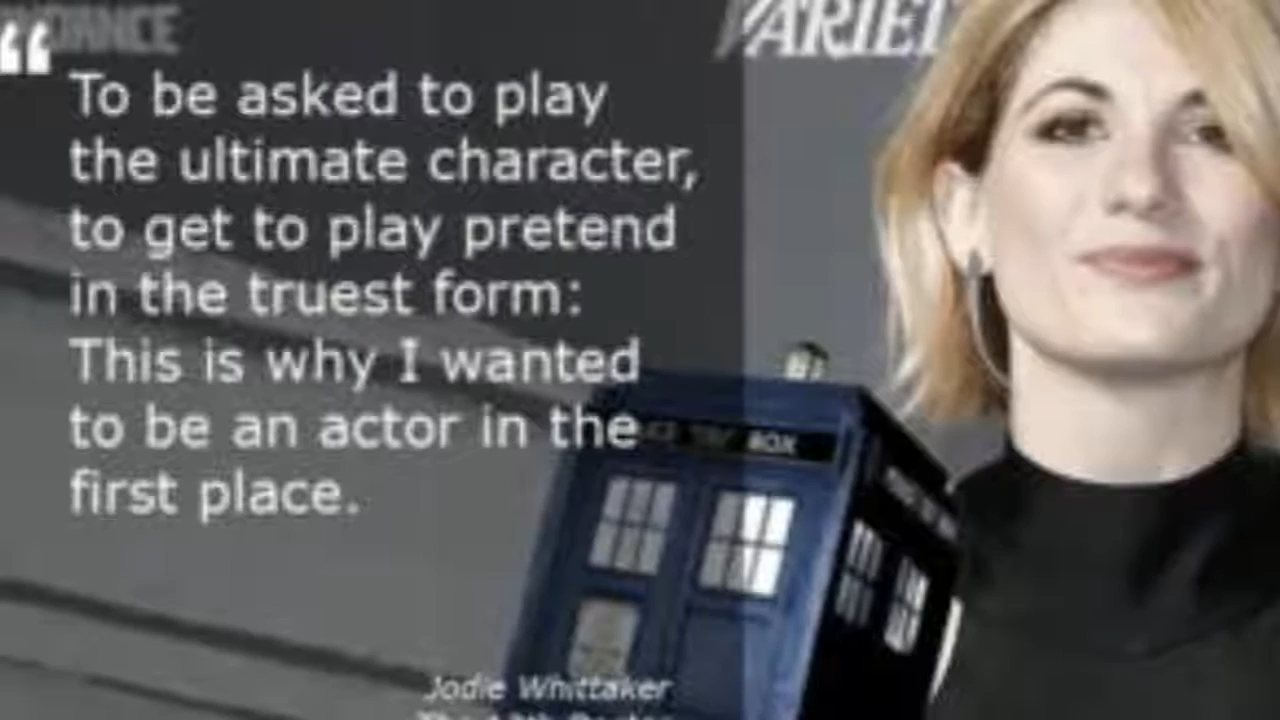 “
To be asked to play
the ultimate character,
to get to play pretend
in the truest form:
This is why I wanted
to be an actor in the
first place.
BOX
Jodie Whittaker